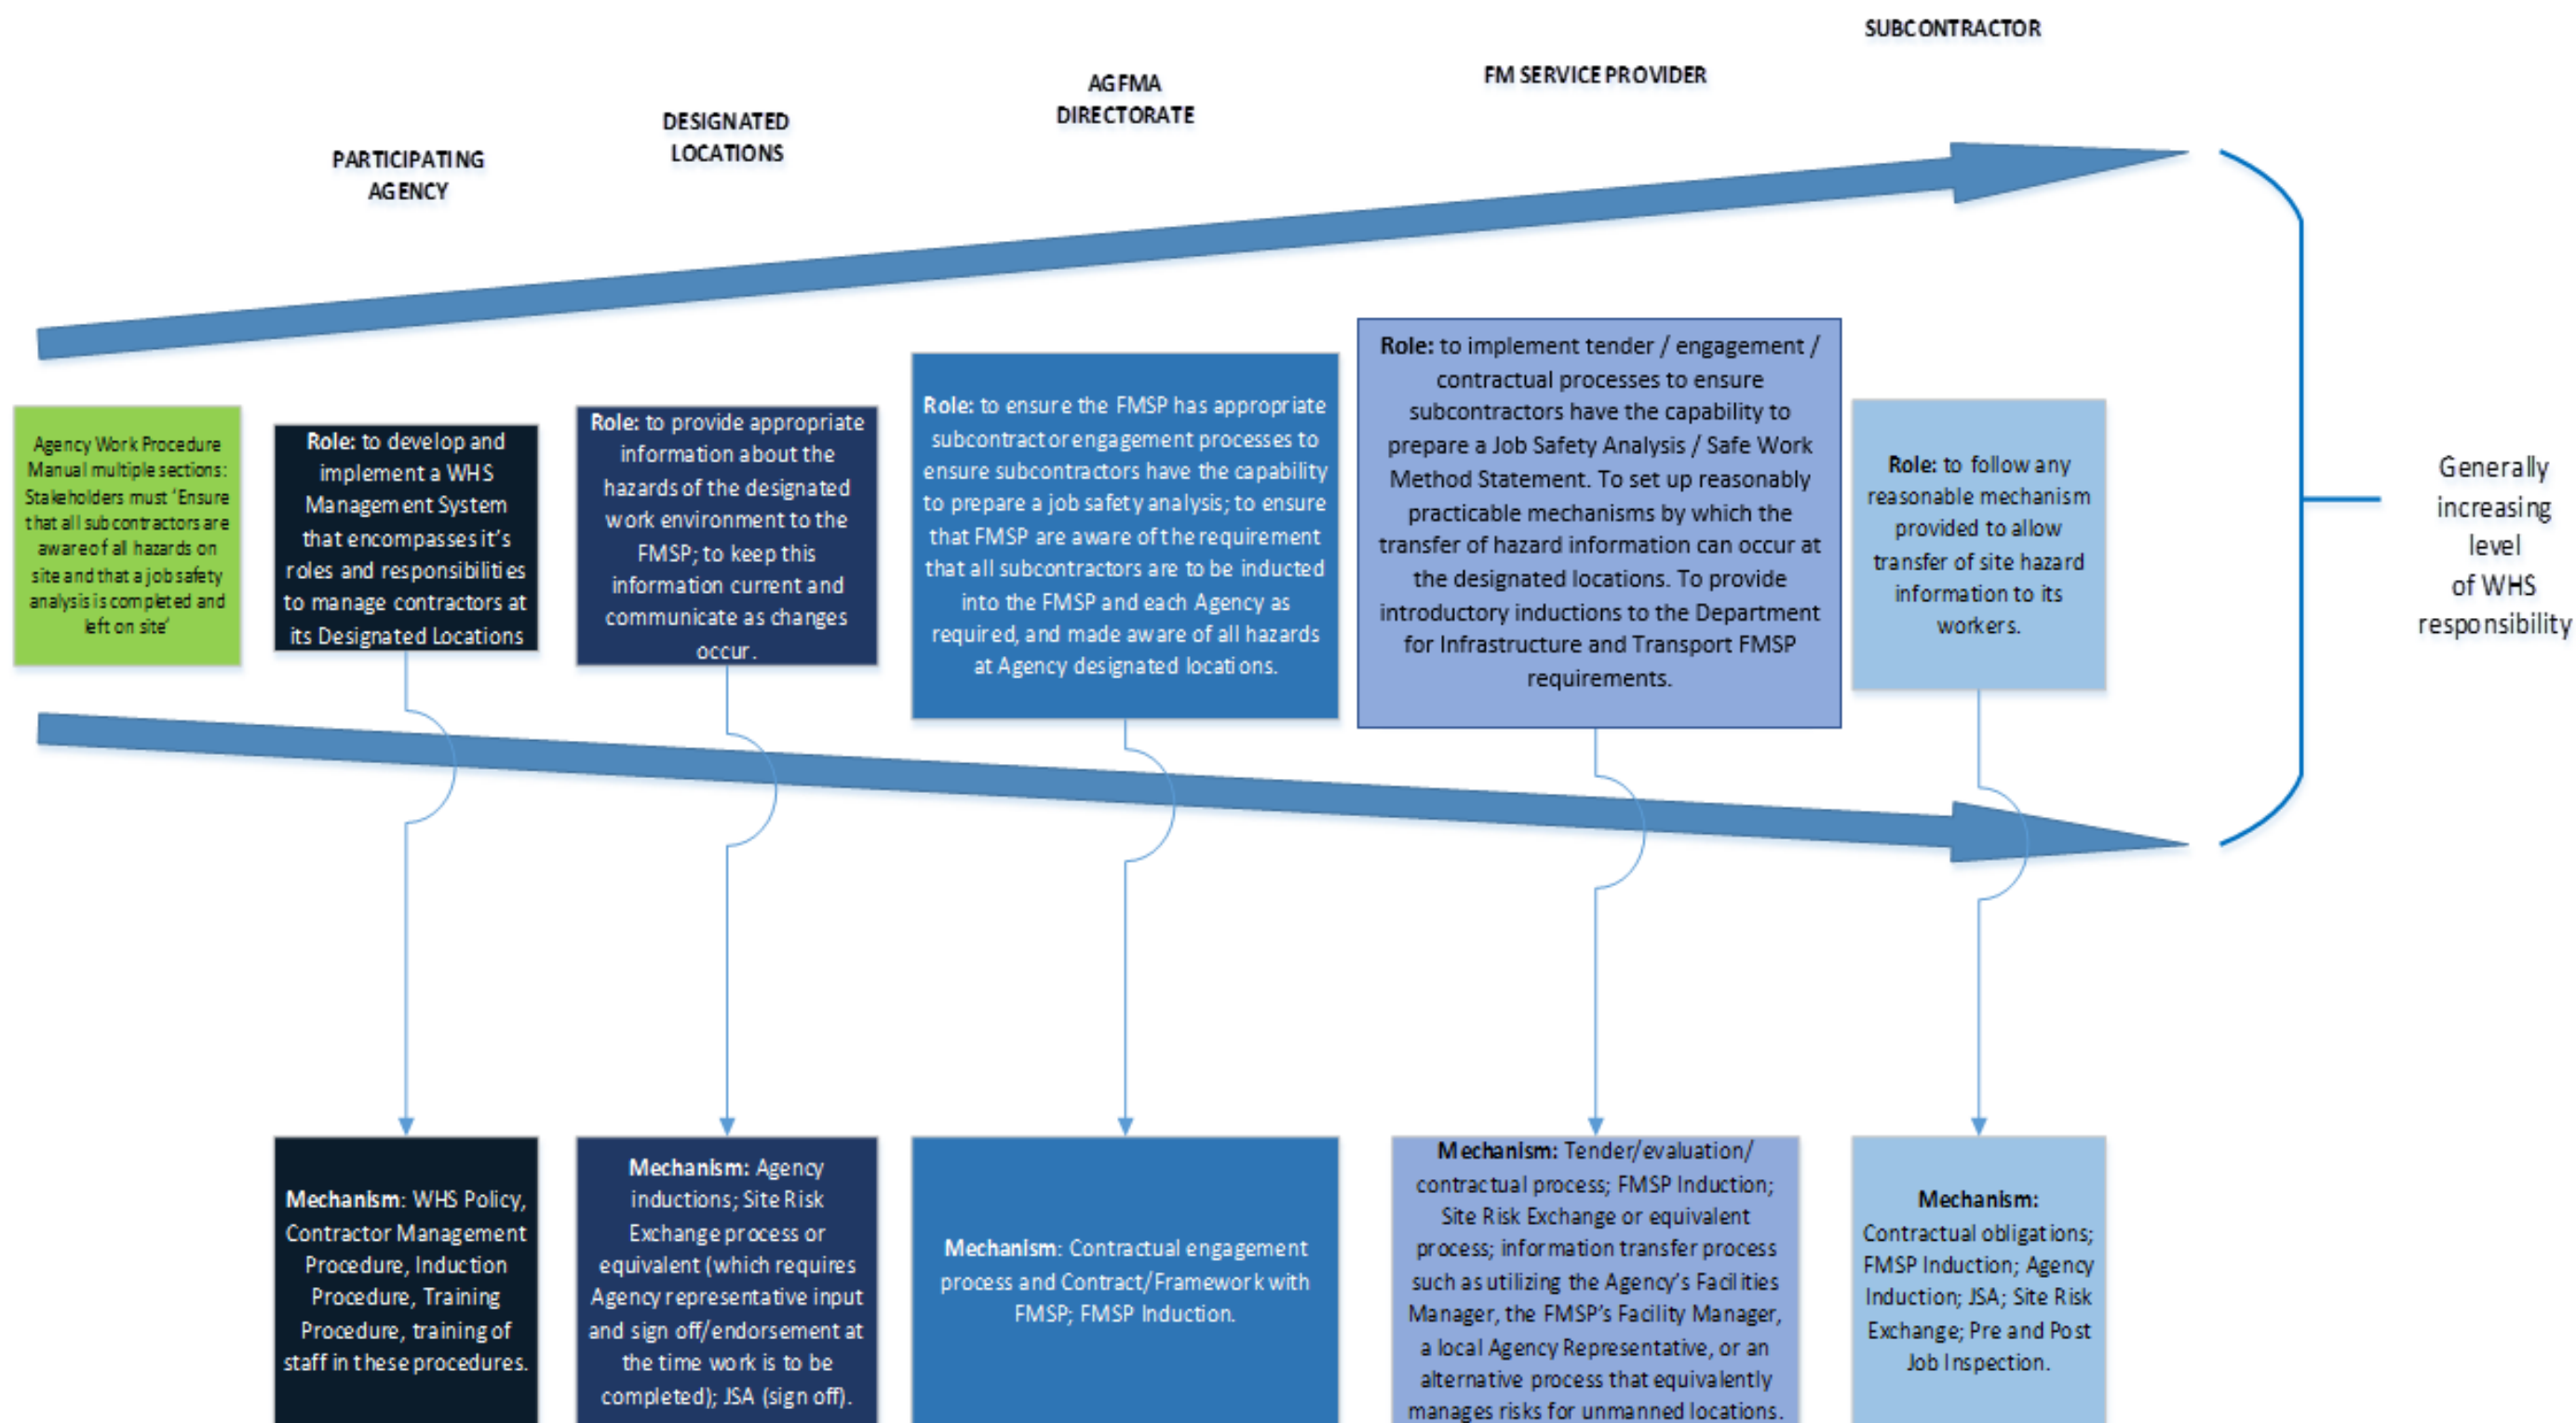 SUBCONTRACTOR
FM SERVICE PROVIDER
AGFMA
DIRECTORATE
DESIGNATED
LOCATIONS
PARTICIPATING
AGENCY
Agency Work Procedure
Manual multiple sections:
Stakeholders must ‘Ensure
that all subcontractors are
aware of all hazards on
site and that a job safety
analysis is completed and
left on site’
Role: to develop and
implement a WHS
Management System
that encompasses it’s
roles and responsibilities
to manage contractors at
its Designated Locations
Role: to provide appropriate
information about the
hazards of the designated
work environment to the
FMSP; to keep this
information current and
communicate as changes
occur.
Role: to ensure the FMSP has appropriate
subcontractor engagement processes to
ensure subcontractors have the capability
to prepare a job safety analysis; to ensure
that FMSP are aware of the requirement
that all subcontractors are to be inducted
into the FMSP and each Agency as
required, and made aware of all hazards
at Agency designated locations.
Role: to implement tender / engagement /
contractual processes to ensure
subcontractors have the capability to
prepare a Job Safety Analysis / Safe Work
Method Statement. To set up reasonably
practicable mechanisms by which the
transfer of hazard information can occur at
the designated locations. To provide
introductory inductions to the Department
for Infrastructure and Transport FMSP
requirements.
Role: to follow any
reasonable mechanism
provided to allow
transfer of site hazard
information to its
workers.
Generally
increasing
level
of WHS
responsibility
Mechanism: WHS Policy,
Contractor Management
Procedure, Induction
Procedure, Training
Procedure, training of
staff in these procedures.
Mechanism: Agency
inductions; Site Risk
Exchange process or
equivalent (which requires
Agency representative input
and sign off/endorsement at
the time work is to be
completed); JSA (sign off).
Mechanism: Contractual engagement
process and Contract/Framework with
FMSP; FMSP Induction.
Mechanism: Tender/evaluation/
contractual process; FMSP Induction;
Site Risk Exchange or equivalent
process; information transfer process
such as utilizing the Agency’s Facilities
Manager, the FMSP’s Facility Manager,
a local Agency Representative, or an
alternative process that equivalently
manages risks for unmanned locations.
Mechanism:
Contractual obligations;
FMSP Induction; Agency
Induction; JSA; Site Risk
Exchange; Pre and Post
Job Inspection.